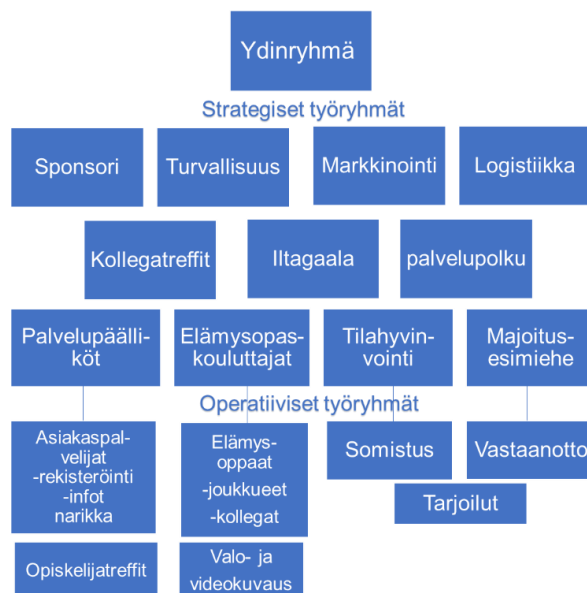 Ydinryhmä
Strategiset työryhmät
Sponsori
Turvallisuus
Markkinointi
Logistiikka
Kollegatreffit
Iltagaala
palvelupolku
Palvelupäälli-
köt
Elämysopas-
kouluttajat
Tilahyvin-
vointi
Majoitus-
esimiehe
Operatiiviset työryhmät
Asiakaspal-
velijat
-rekisteröinti
-infot
narikka
Elämys-
oppaat
-joukkueet
-kollegat
Somistus
Vastaanotto
Tarjoilut
Opiskelijatreffit
Valo- ja
videokuvaus